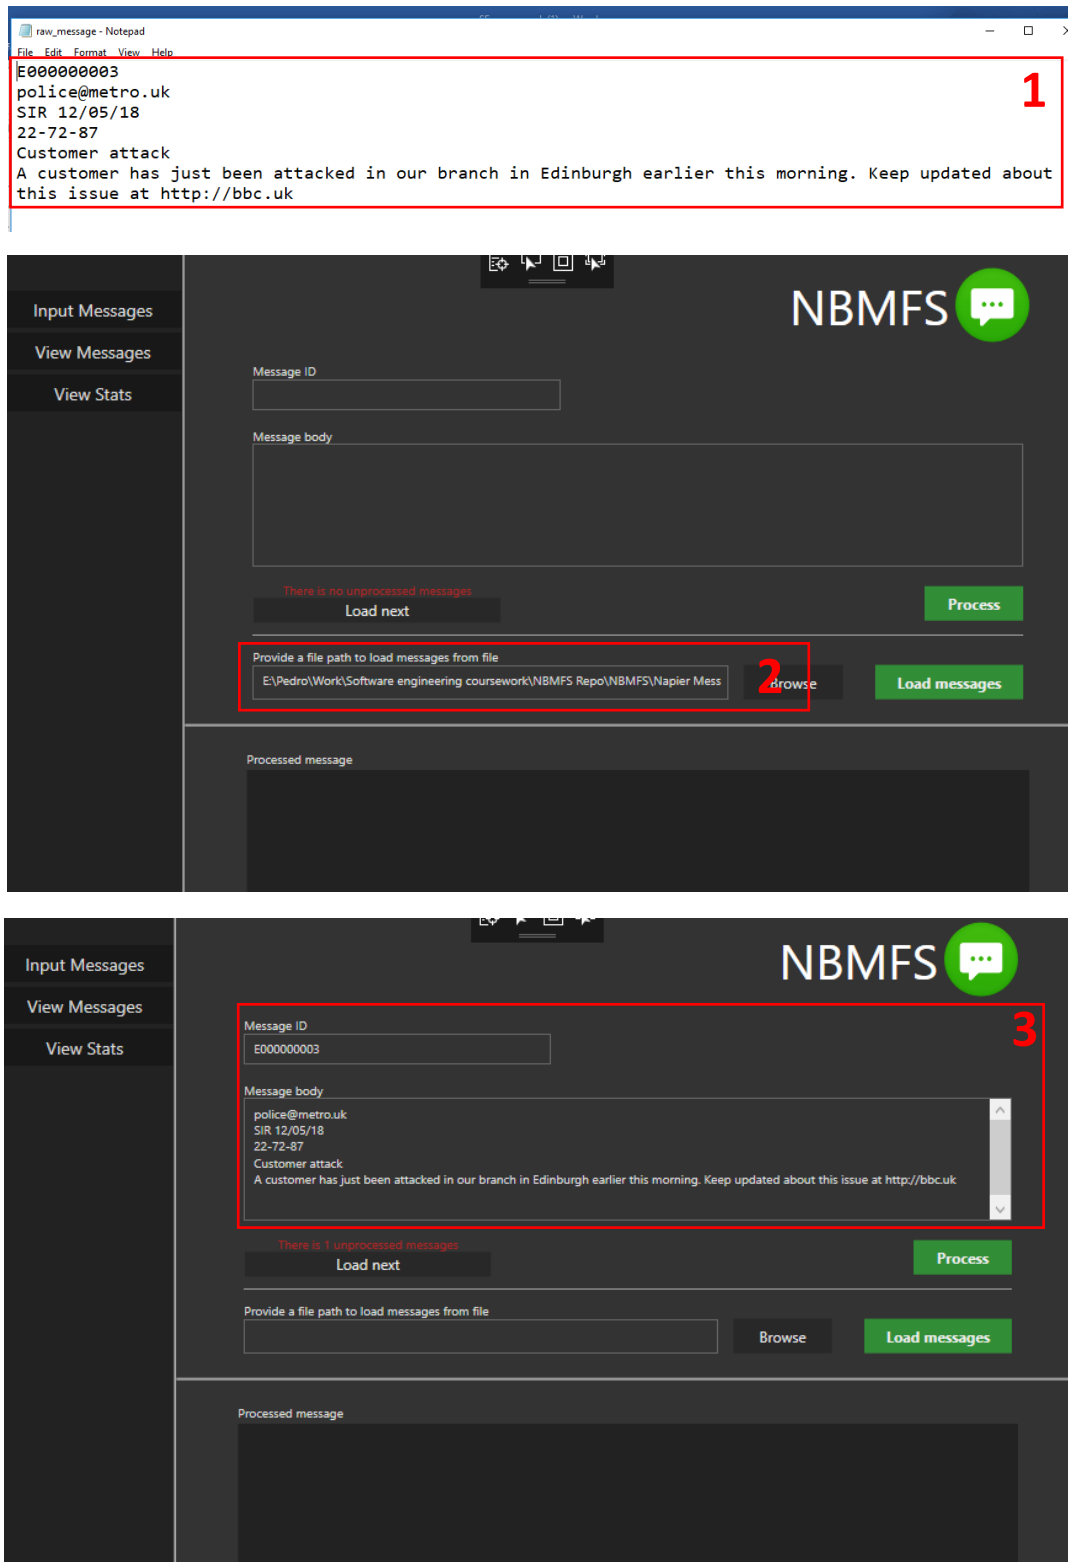 raw_message - Notepad
File Edit Format View Help
E000000003
1
police@metro.uk
SIR 12/05/18
22-72-87
Customer attack
A customer has just been attacked in our branch in Edinburgh earlier this morning. Keep updated about
this issue at http://bbc.uk
NBMFS
Input Messages
View Messages
View Stats
Message ID
Message body
There is no unprocessed messages
Load next
Process
Provide a file path to load messages from file
E:\Pedro\Work\Software engineering coursework\NBMFS Repo\NBMFS\Napier Mess
2
Browse
Load messages
Processed message
NBMFS
Input Messages
View Messages
View Stats
3
Message ID
E000000003
Message body
police@metro.uk
SIR 12/05/18
22-72-87
Customer attack
A customer has just been attacked in our branch in Edinburgh earlier this morning. Keep updated about this issue at http://bbc.uk
There is 1 unprocessed messages
Load next
Process
Provide a file path to load messages from file
Browse
Load messages
Processed message